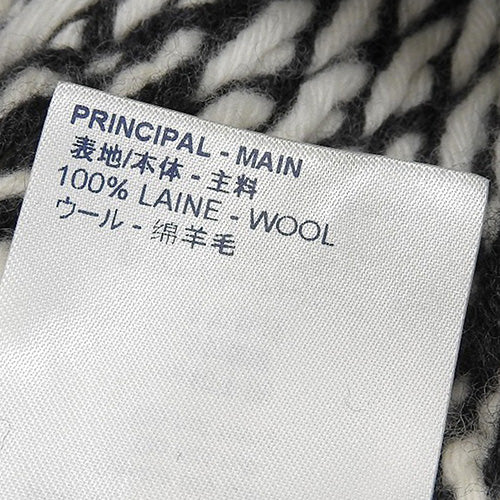 PRINCIPAL - MAIN
表地/本体 - 主料
100% LAINE - WOOL
ウール - 绵羊毛